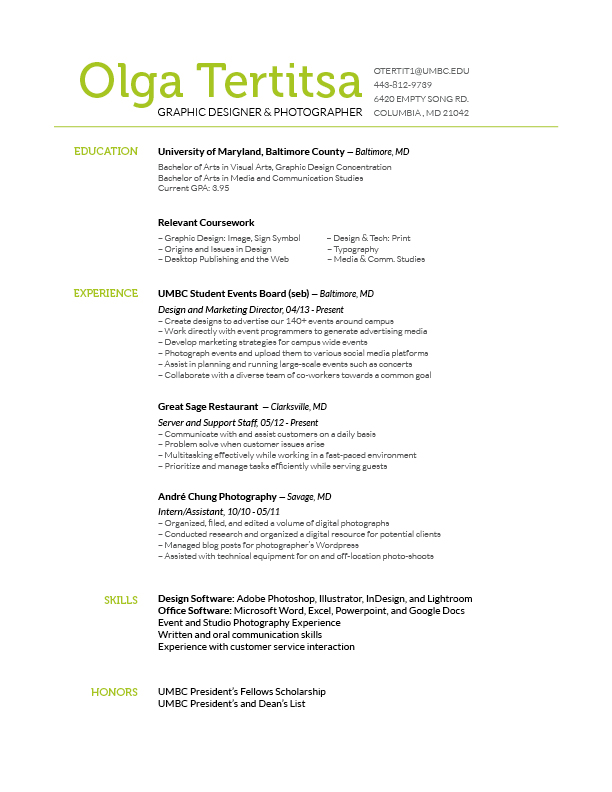 Olga Tertitsa
GRAPHIC DESIGNER & PHOTOGRAPHER
OTERTIT1@UMBC.EDU
443-812-9789
6420 EMPTY SONG RD.
COLUMBIA, MD 21042
EDUCATION
University of Maryland, Baltimore County – Baltimore, MD
Bachelor of Arts in Visual Arts, Graphic Design Concentration
Bachelor of Arts in Media and Communication Studies
Current GPA: 3.95
Relevant Coursework
– Graphic Design: Image, Sign Symbol
– Origins and Issues in Design
– Desktop Publishing and the Web
– Design & Tech: Print
– Typography
– Media & Comm. Studies
EXPERIENCE
UMBC Student Events Board (seb) – Baltimore, MD
Design and Marketing Director, 04/13 - Present
– Create designs to advertise our 140+ events around campus
– Work directly with event programmers to generate advertising media
– Develop marketing strategies for campus wide events
– Photograph events and upload them to various social media platforms
– Assist in planning and running large-scale events such as concerts
– Collaborate with a diverse team of co-workers towards a common goal
Great Sage Restaurant – Clarksville, MD
Server and Support Staff, 05/12 - Present
– Communicate with and assist customers on a daily basis
– Problem solve when customer issues arise
– Multitasking effectively while working in a fast-paced environment
– Prioritize and manage tasks efficiently while serving guests
André Chung Photography – Savage, MD
Intern/Assistant, 10/10 - 05/11
– Organized, filed, and edited a volume of digital photographs
– Conducted research and organized a digital resource for potential clients
– Managed blog posts for photographer's Wordpress
– Assisted with technical equipment for on and off-location photo-shoots
SKILLS
Design Software: Adobe Photoshop, Illustrator, InDesign, and Lightroom
Office Software: Microsoft Word, Excel, Powerpoint, and Google Docs
Event and Studio Photography Experience
Written and oral communication skills
Experience with customer service interaction
HONORS
UMBC President's Fellows Scholarship
UMBC President's and Dean's List